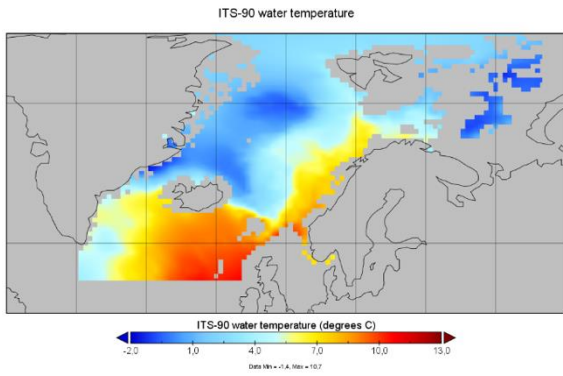 ITS-90 water temperature
ITS-90 water temperature (degrees C)
-2,0 1,0 4,0 7,0 10,0 13,0
Data Min = -1,4, Max = 10,7